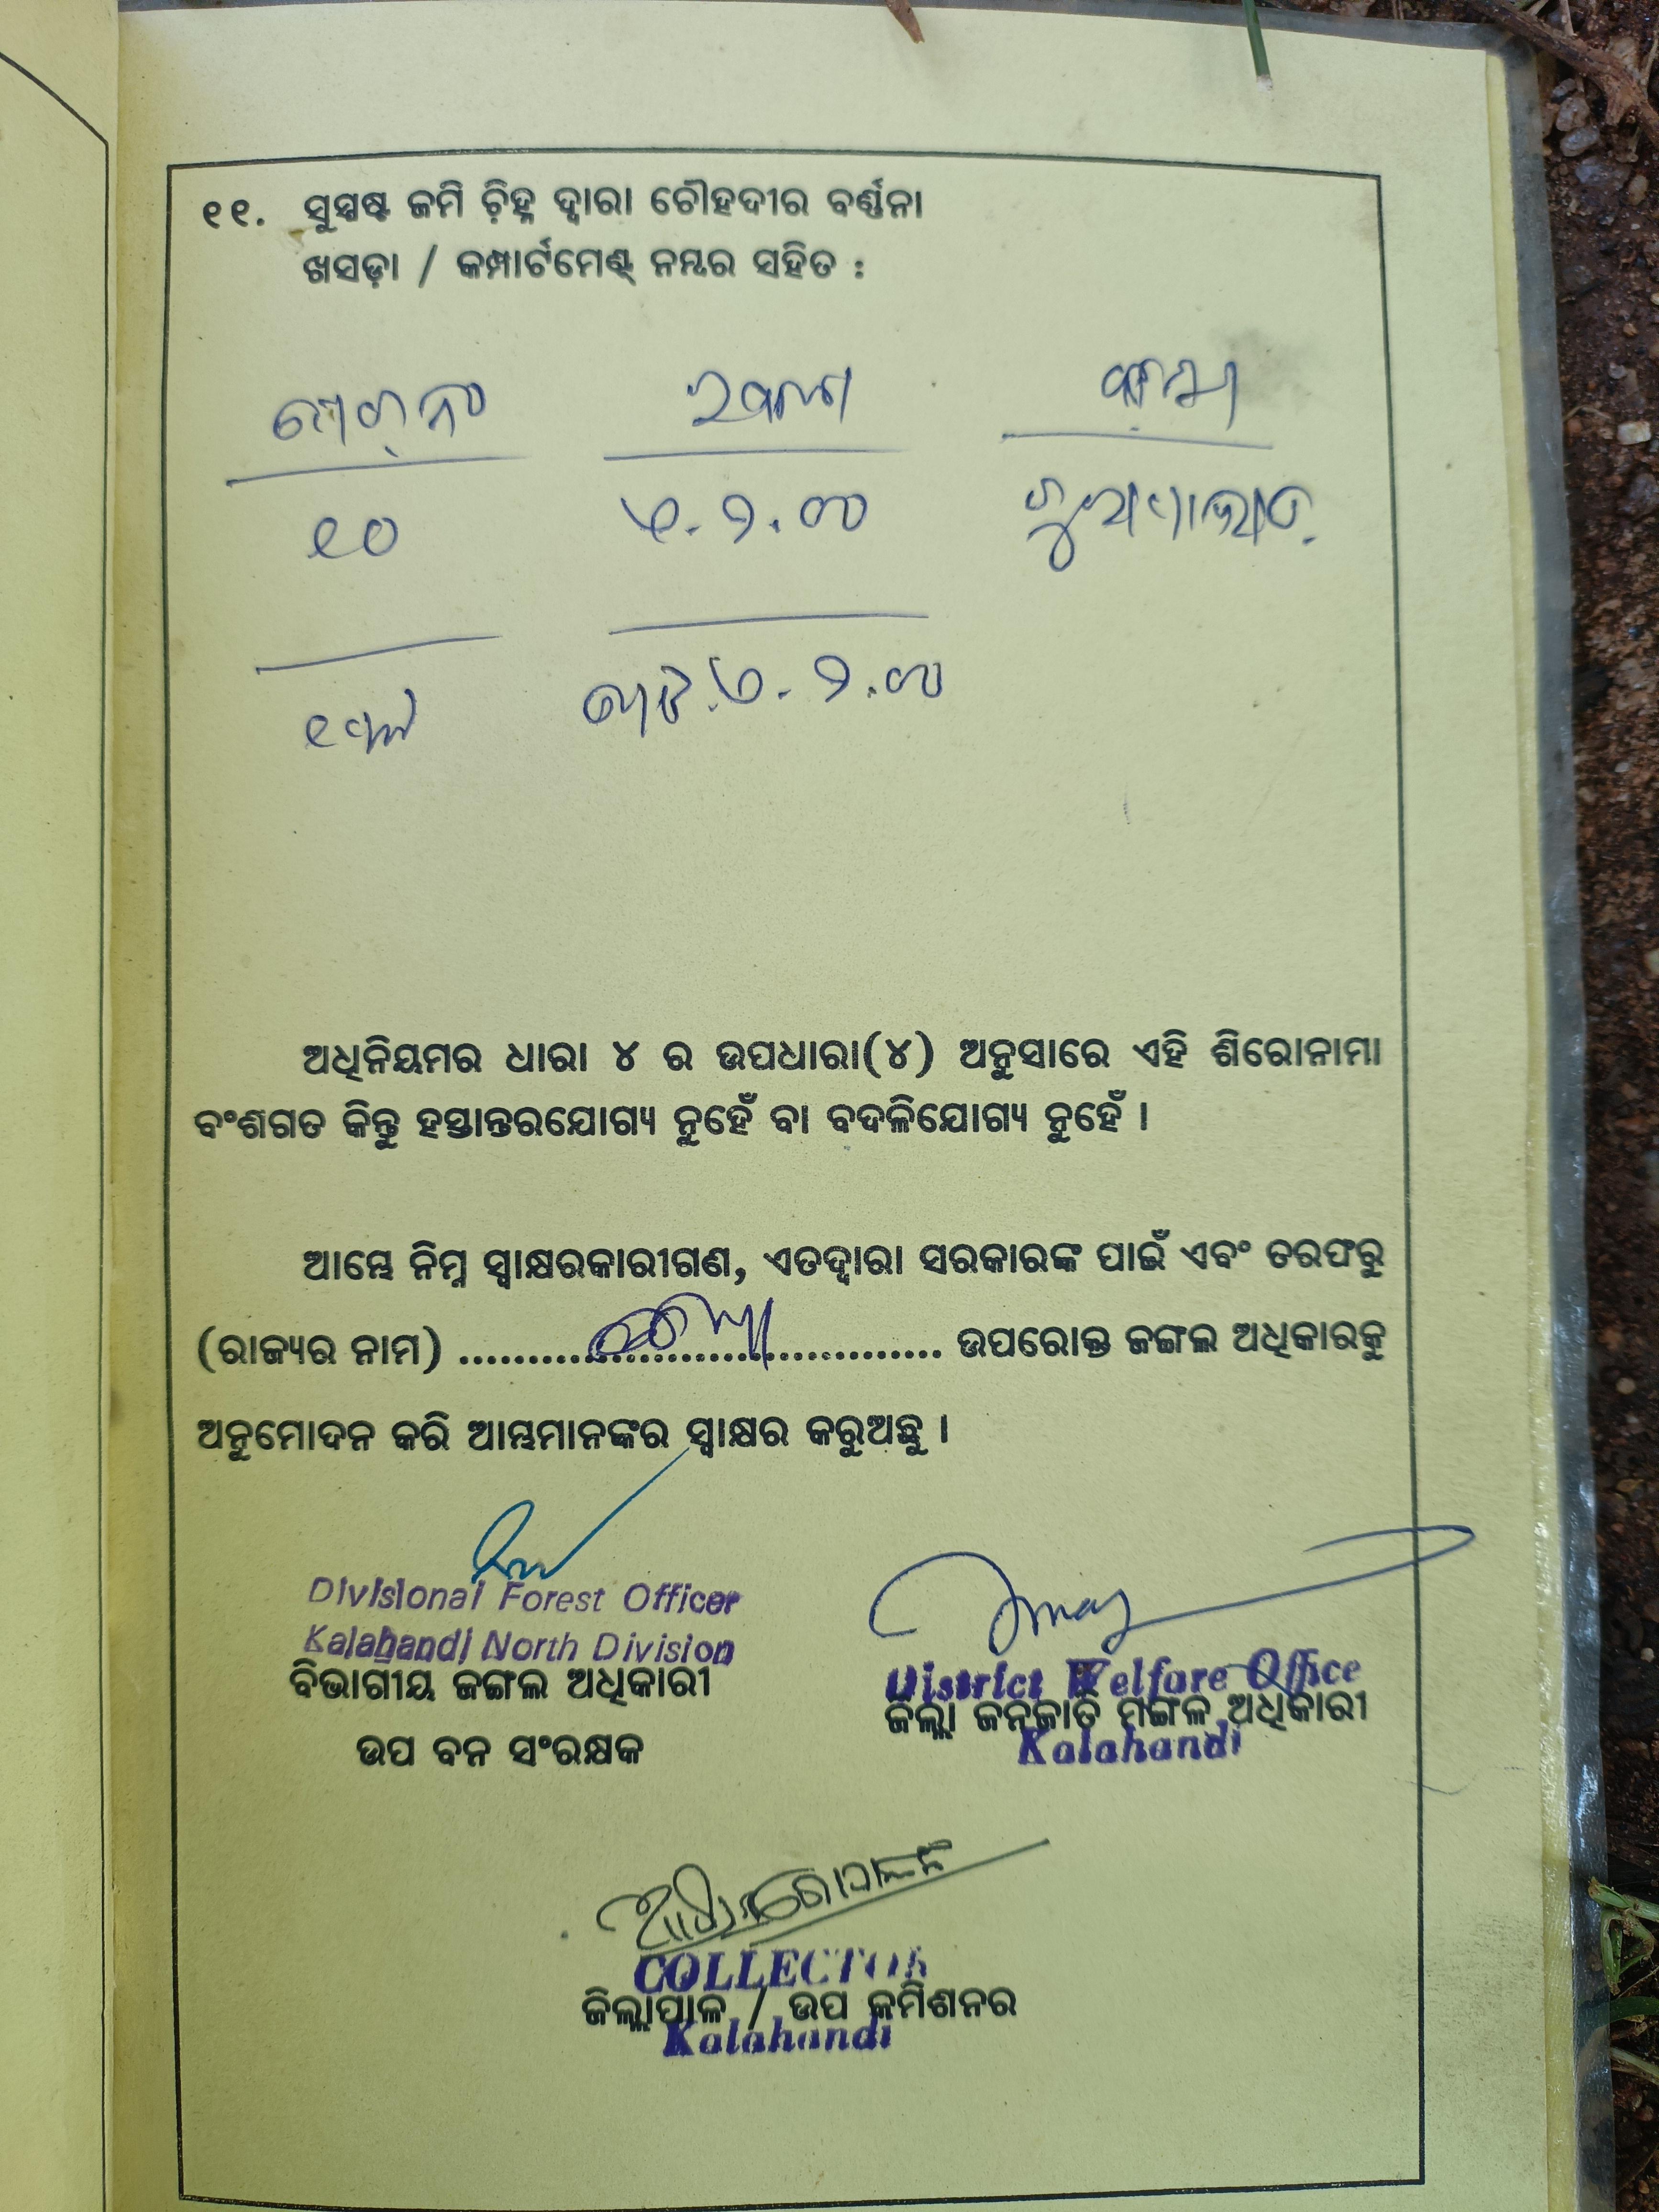 ୧୧. ସୁସ୍ପଷ୍ଟ ଜମି ଚ଼ିହ୍ନ ଦ୍ବାରା ଚୌହଦୀର ବର୍ଣ୍ଣନା
ଖସଡ଼ା / କମ୍ପାର୍ଟମେଣ୍ଟ୍ ନମ୍ବର ସହିତ :
ପ୍ଲଟ୍ ନଂ ରକବା
୧୦
ଅଧିନିୟମର ଧାରା ୪ ର ଉପଧାରା(୪) ଅନୁସାରେ ଏହି ଶିରୋନାମା
ବଂଶଗତ କିନ୍ତୁ ହସ୍ତାନ୍ତରଯୋଗ୍ୟ ନୁହେଁ ବା ବଦଳିଯୋଗ୍ୟ ନୁହେଁ ।
ଆମ୍ଭେ ନିମ୍ନ ସ୍ୱାକ୍ଷରକାରୀଗଣ, ଏତଦ୍ୱାରା ସରକାରଙ୍କ ପାଇଁ ଏବଂ ତରଫରୁ
(ରାଜ୍ୟର ନାମ) .................................... ଉପରୋକ୍ତ ଜଙ୍ଗଲ ଅଧିକାରକୁ
ଅନୁମୋଦନ କରି ଆମ୍ଭମାନଙ୍କର ସ୍ୱାକ୍ଷର କରୁଅଛୁ ।
Divisional Forest Officer
Kalahandi North Division
ବିଭାଗୀୟ ଜଙ୍ଗଲ ଅଧିକାରୀ
ଉପ ବନ ସଂରକ୍ଷକ
District Welfare Office
ଜିଲ୍ଲା ଜନଜାତି ମଙ୍ଗଳ ଅଧିକାରୀ
Kalahandi
COLLECTOR
ଜିଲ୍ଲାପାଳ / ଉପ କମିଶନର
Kalahandi